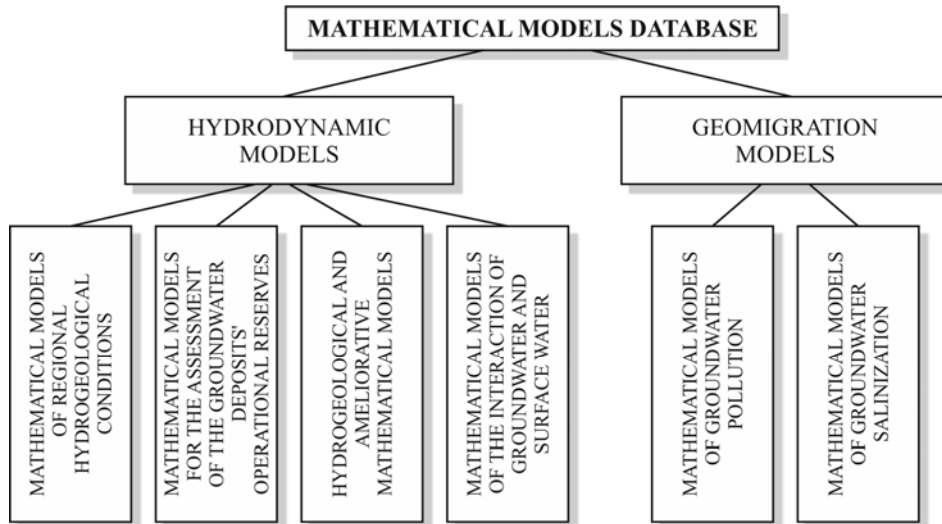 MATHEMATICAL MODELS DATABASE
HYDRODYNAMIC
MODELS
GEOMIGRATION
MODELS
MATHEMATICAL MODELS
OF REGIONAL
HYDROGEOLOGICAL
CONDITIONS
MATHEMATICAL MODELS
FOR THE ASSESSMENT
OF THE GROUNDWATER
DEPOSITS'
OPERATIONAL RESERVES
HYDROGEOLOGICAL AND
AMELIORATIVE
MATHEMATICAL MODELS
MATHEMATICAL MODELS
OF THE INTERACTION OF
GROUNDWATER AND
SURFACE WATER
MATHEMATICAL MODELS
OF GROUNDWATER
POLLUTION
MATHEMATICAL MODELS
OF GROUNDWATER
SALINIZATION